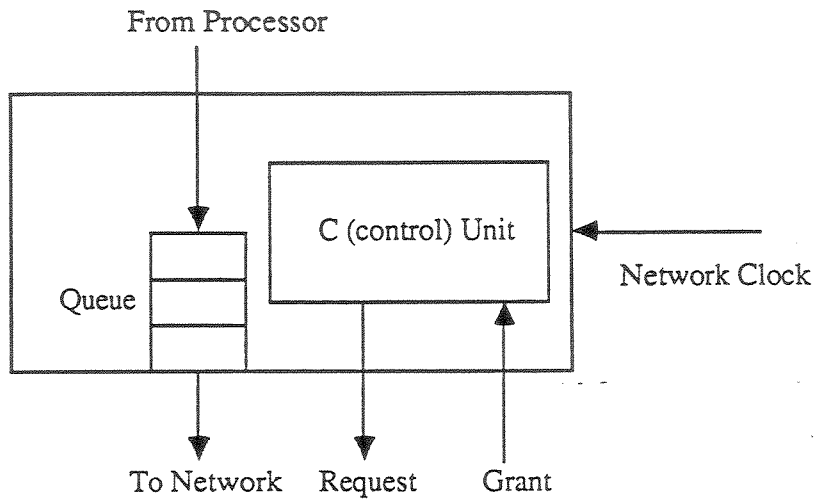 From Processor
C (control) Unit
Network Clock
Queue
To Network
Request
Grant